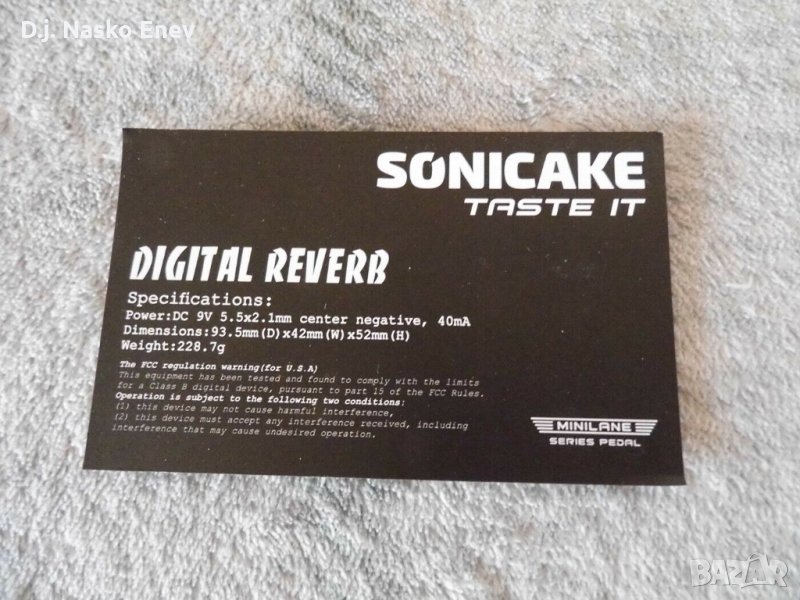 D.j. Nasko Enev
SONICAKE
TASTE IT
DIGITAL REVERB
Specifications:
Power:DC 9V 5.5x2.1mm center negative, 40mA
Dimensions:93.5mm(D)x42mm(W)x52mm(H)
Weight:228.7g
The FCC regulation warning(for U.S.A)
This equipment has been tested and found to comply with the limits
for a Class B digital device, pursuant to part 15 of the FCC Rules.
Operation is subject to the following two conditions:
(1) this device may not cause harmful interference,
(2) this device must accept any interference received, including
interference that may cause undesired operation.
MINILANE
SERIES PEDAL
BAZAR